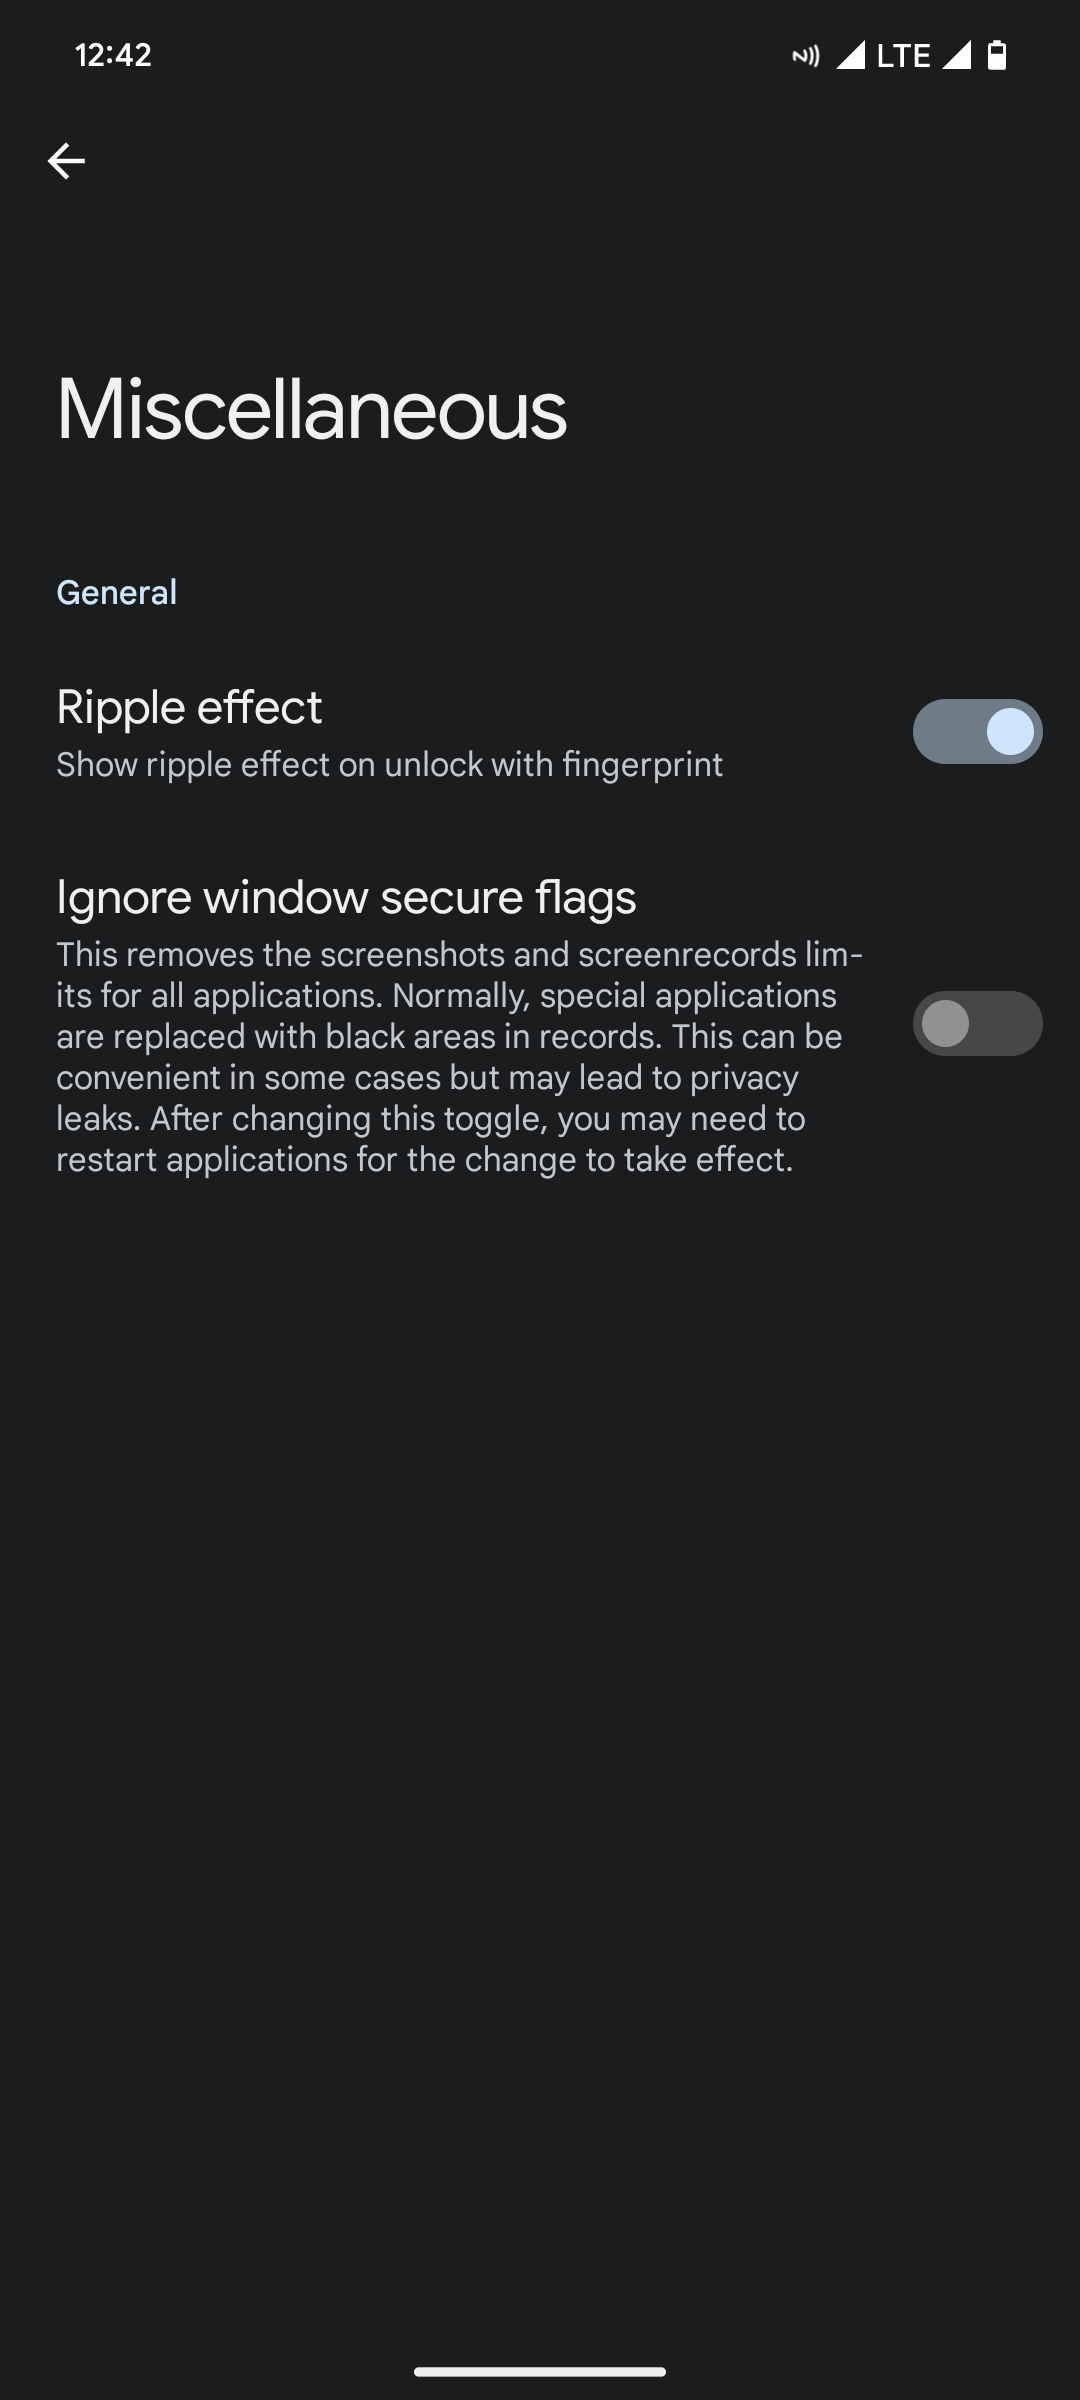 12:42
LTE
Miscellaneous
General
Ripple effect
Show ripple effect on unlock with fingerprint
Ignore window secure flags
This removes the screenshots and screenrecords lim-
its for all applications. Normally, special applications
are replaced with black areas in records. This can be
convenient in some cases but may lead to privacy
leaks. After changing this toggle, you may need to
restart applications for the change to take effect.